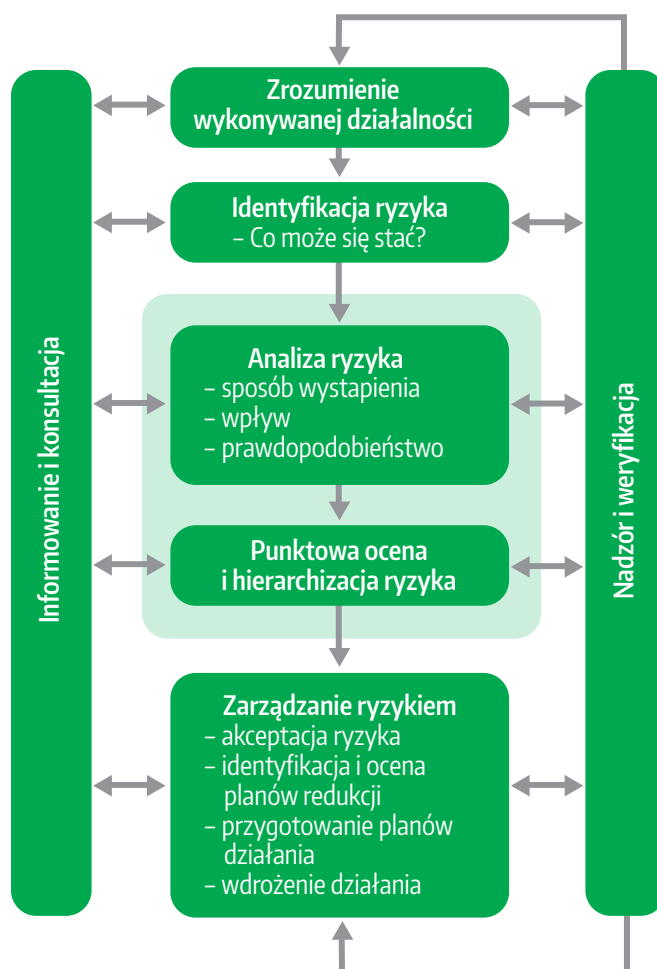 Zrozumienie
wykonywanej działalności
Identyfikacja ryzyka
– Co może się stać?
Informowanie i konsultacja
Analiza ryzyka
– sposób wystapienia
– wpływ
– prawdopodobieństwo
Nadzór i weryfikacja
Punktowa ocena
i hierarchizacja ryzyka
Zarządzanie ryzykiem
– akceptacja ryzyka
– identyfikacja i ocena
planów redukcji
– przygotowanie planów
działania
– wdrożenie działania